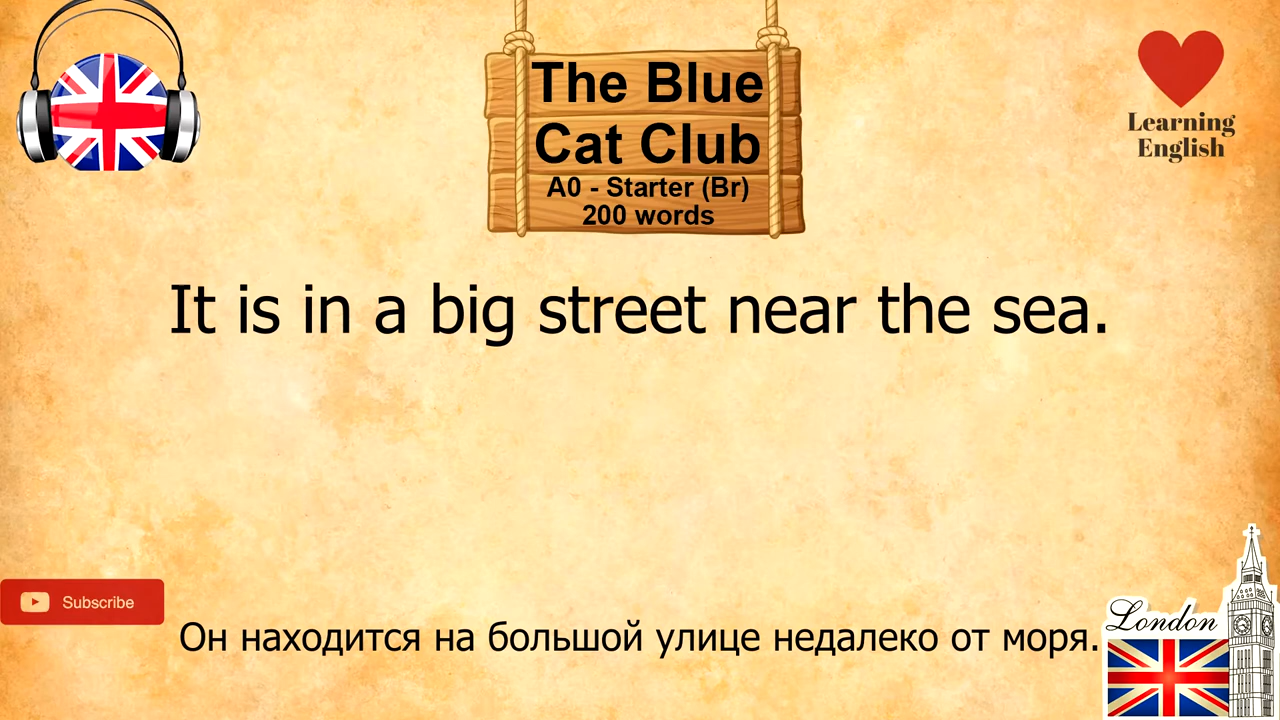 The Blue
Cat Club
A0 - Starter (Br)
200 words
Learning
English
It is in a big street near the sea.
Subscribe
Он находится на большой улице недалеко от моря.
London